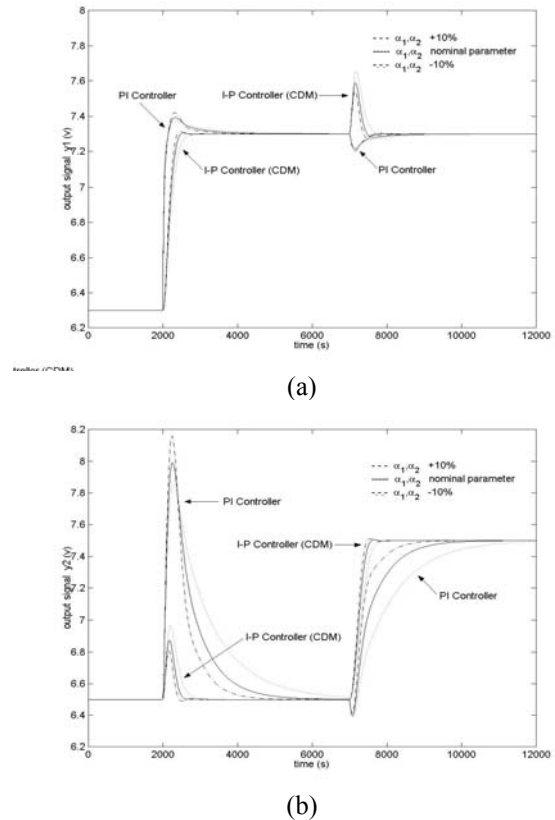 8
7.8
7.6
7.4
7.2
7
6.8
6.6
6.4
6.2
output signal y1 (v)
α1,α2 +10%
α1,α2 nominal parameter
α1,α2 -10%
PI Controller
I-P Controller (CDM)
I-P Controller (CDM)
PI Controller
0 2000 4000 6000 8000 10000 12000
time (s)
(a)
8.2
8
7.8
7.6
7.4
7.2
7
6.8
6.6
6.4
6.2
output signal y2 (v)
α1,α2 +10%
α1,α2 nominal parameter
α1,α2 -10%
PI Controller
I-P Controller (CDM)
I-P Controller (CDM)
PI Controller
0 2000 4000 6000 8000 10000 12000
time (s)
(b)